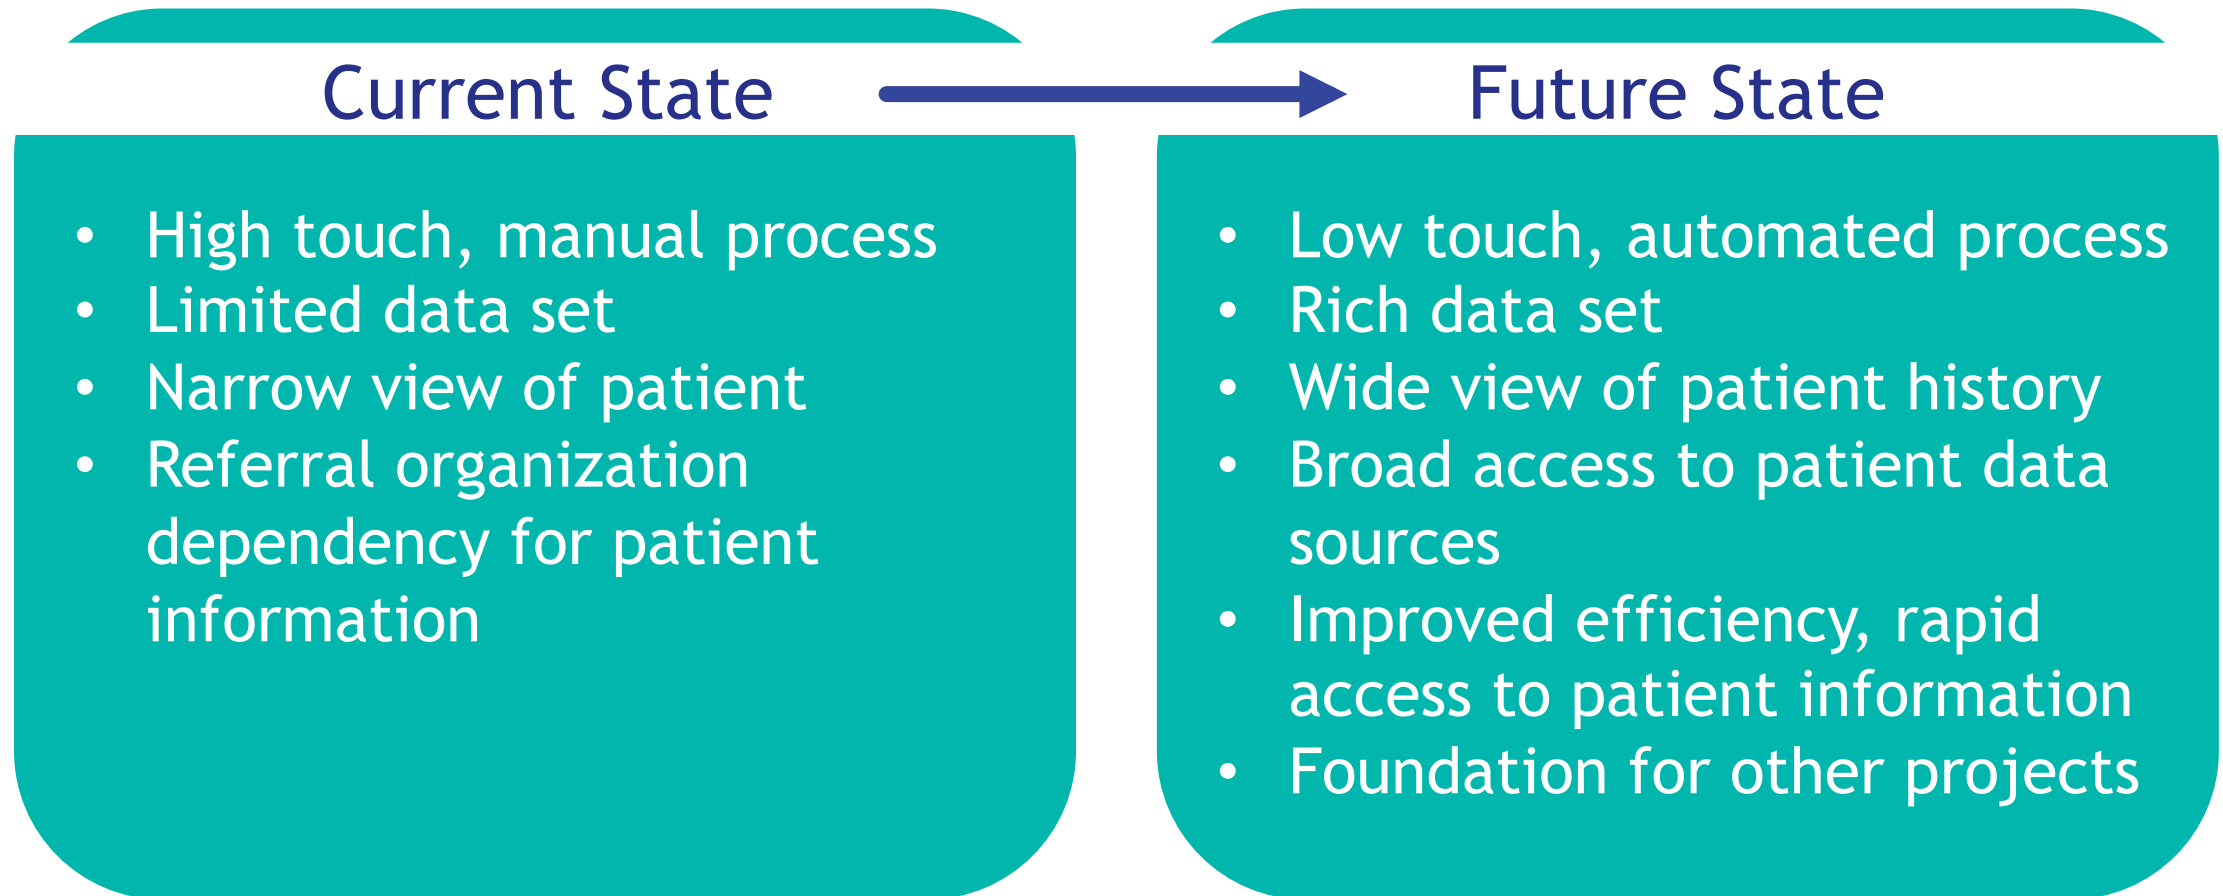 Current State
Future State
• High touch, manual process
• Limited data set
• Narrow view of patient
• Referral organization
dependency for patient
information
• Low touch, automated process
• Rich data set
• Wide view of patient history
• Broad access to patient data
sources
• Improved efficiency, rapid
access to patient information
• Foundation for other projects